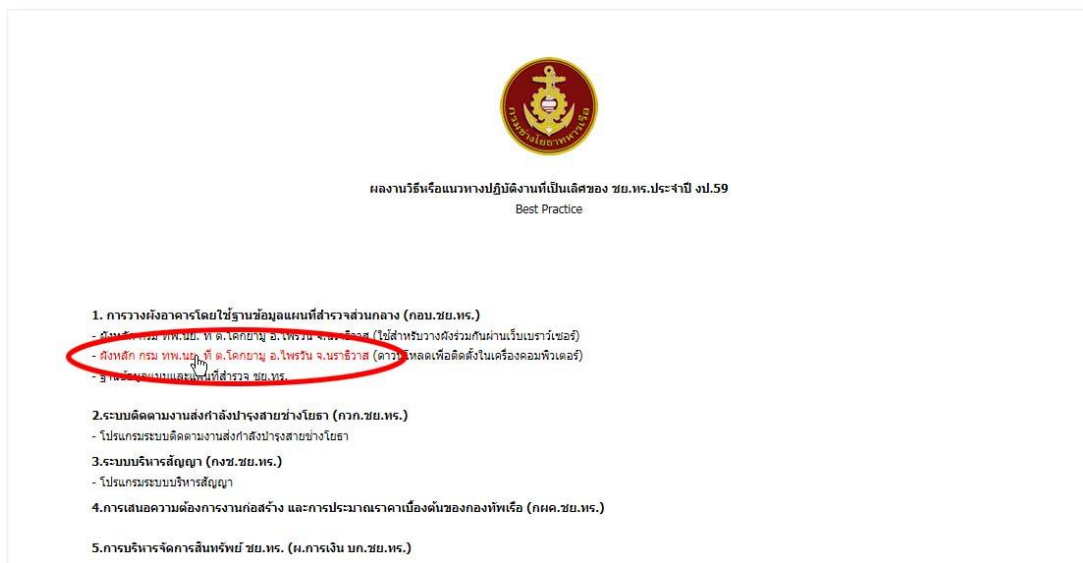 กรมช่างโยธาทหารเรือ
ผลงานวิธีหรือแนวทางปฏิบัติงานที่เป็นเลิศของ ชย.ทร.ประจำปี งป.59
Best Practice
1. การวางผังอาคารโดยใช้ฐานข้อมูลแผนที่สำรวจส่วนกลาง (กอบ.ชย.ทร.)
- ผังหลัก กรม ทพ.นย. ที่ ต.โคกยามู อ.ไพรวัน จ.นราธิวาส (ใช้สำหรับวางผังร่วมกันผ่านเว็บเบราว์เซอร์)
- ผังหลัก กรม ทพ.นย. ที่ ต.โคกยามู อ.ไพรวัน จ.นราธิวาส (ดาวน์โหลดเพื่อติดตั้งในเครื่องคอมพิวเตอร์)
- ฐานข้อมูลแบบและแผนที่สำรวจ ชย.ทร.
2.ระบบติดตามงานส่งกำลังบำรุงสายช่างโยธา (กวก.ชย.ทร.)
- โปรแกรมระบบติดตามงานส่งกำลังบำรุงสายช่างโยธา
3.ระบบบริหารสัญญา (กงช.ชย.ทร.)
- โปรแกรมระบบบริหารสัญญา
4.การเสนอความต้องการงานก่อสร้าง และการประมาณราคาเบื้องต้นของกองทัพเรือ (กผค.ชย.ทร.)
5.การบริหารจัดการสินทรัพย์ ชย.ทร. (ผ.การเงิน บก.ชย.ทร.)